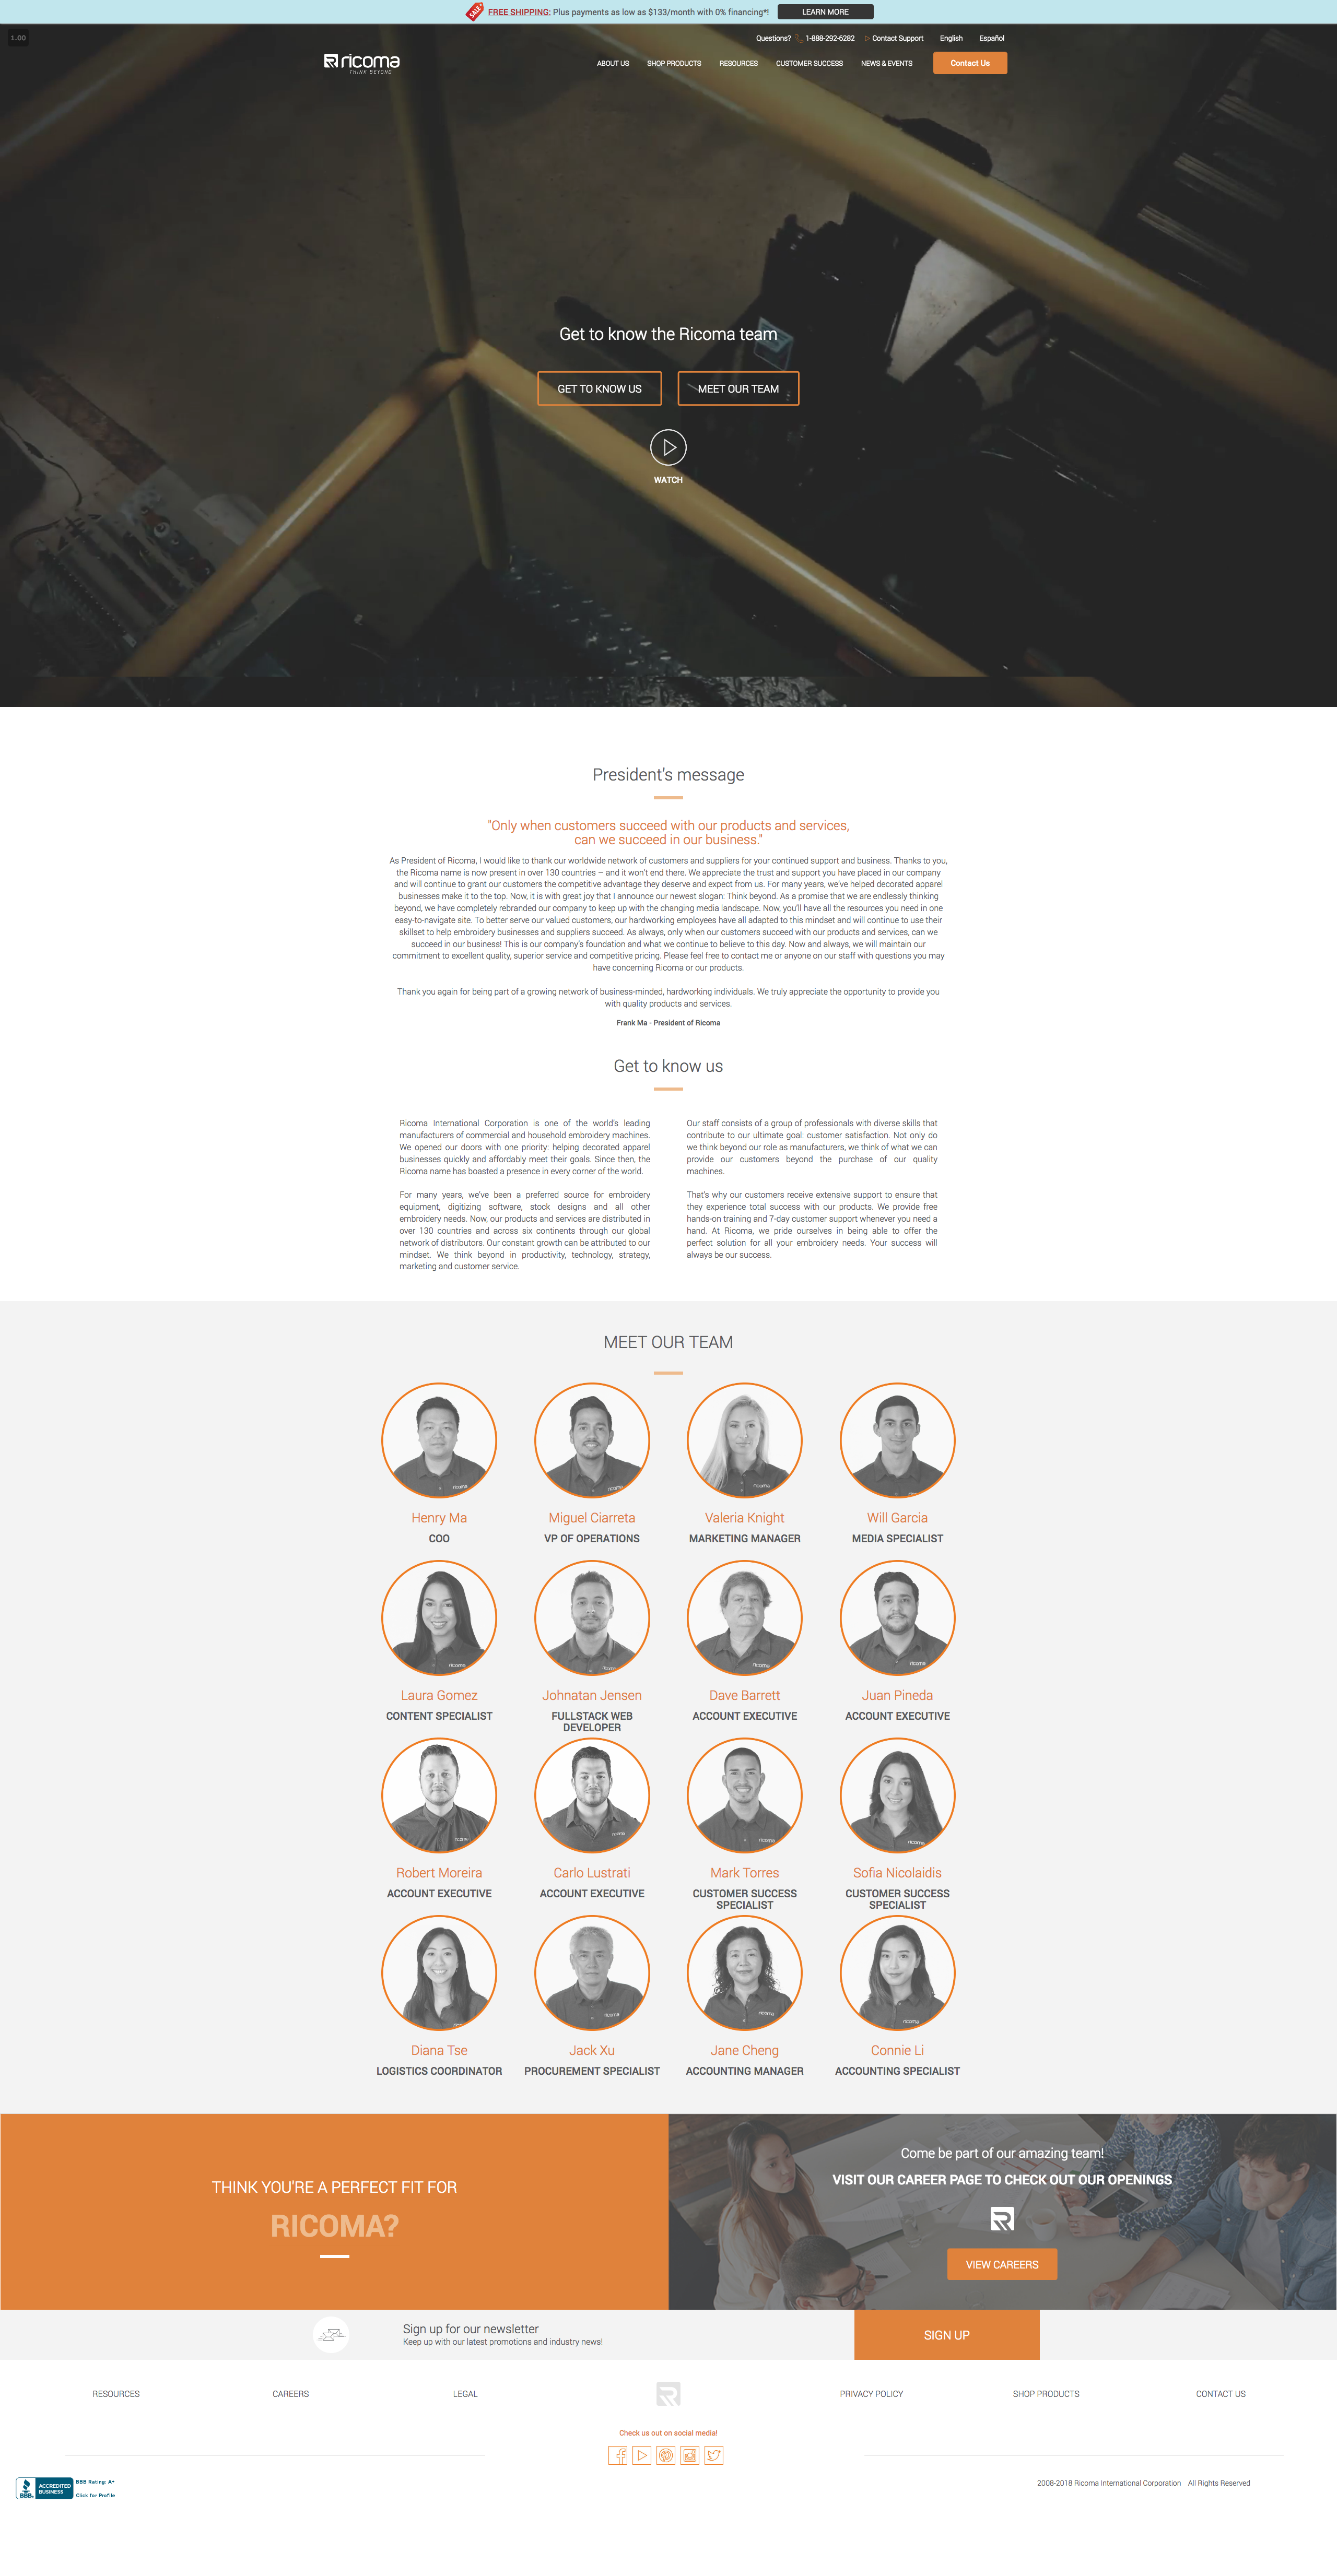 SALE FREE SHIPPING: Plus payments as low as $133/month with 0% financing*! LEARN MORE
1.00
Questions? 1-888-292-6282 Contact Support English Español
ricoma
THINK BEYOND
ABOUT US SHOP PRODUCTS RESOURCES CUSTOMER SUCCESS NEWS & EVENTS Contact Us
Get to know the Ricoma team
GET TO KNOW US MEET OUR TEAM
WATCH
President's message
"Only when customers succeed with our products and services,
can we succeed in our business."
As President of Ricoma, I would like to thank our worldwide network of customers and suppliers for your continued support and business. Thanks to you,
the Ricoma name is now present in over 130 countries – and it won't end there. We appreciate the trust and support you have placed in our company
and will continue to grant our customers the competitive advantage they deserve and expect from us. For many years, we've helped decorated apparel
businesses make it to the top. Now, it is with great joy that I announce our newest slogan: Think beyond. As a promise that we are endlessly thinking
beyond, we have completely rebranded our company to keep up with the changing media landscape. Now, you'll have all the resources you need in one
easy-to-navigate site. To better serve our valued customers, our hardworking employees have all adapted to this mindset and will continue to use their
skillset to help embroidery businesses and suppliers succeed. As always, only when our customers succeed with our products and services, can we
succeed in our business! This is our company's foundation and what we continue to believe to this day. Now and always, we will maintain our
commitment to excellent quality, superior service and competitive pricing. Please feel free to contact me or anyone on our staff with questions you may
have concerning Ricoma or our products.
Thank you again for being part of a growing network of business-minded, hardworking individuals. We truly appreciate the opportunity to provide you
with quality products and services.
Frank Ma - President of Ricoma
Get to know us
Ricoma International Corporation is one of the world's leading
manufacturers of commercial and household embroidery machines.
We opened our doors with one priority: helping decorated apparel
businesses quickly and affordably meet their goals. Since then, the
Ricoma name has boasted a presence in every corner of the world.
For many years, we've been a preferred source for embroidery
equipment, digitizing software, stock designs and all other
embroidery needs. Now, our products and services are distributed in
over 130 countries and across six continents through our global
network of distributors. Our constant growth can be attributed to our
mindset. We think beyond in productivity, technology, strategy,
marketing and customer service.
Our staff consists of a group of professionals with diverse skills that
contribute to our ultimate goal: customer satisfaction. Not only do
we think beyond our role as manufacturers, we think of what we can
provide our customers beyond the purchase of our quality
machines.
That's why our customers receive extensive support to ensure that
they experience total success with our products. We provide free
hands-on training and 7-day customer support whenever you need a
hand. At Ricoma, we pride ourselves in being able to offer the
perfect solution for all your embroidery needs. Your success will
always be our success.
MEET OUR TEAM
Henry Ma Miguel Ciarreta Valeria Knight Will Garcia
COO VP OF OPERATIONS MARKETING MANAGER MEDIA SPECIALIST
Laura Gomez Johnatan Jensen Dave Barrett Juan Pineda
CONTENT SPECIALIST FULLSTACK WEB ACCOUNT EXECUTIVE ACCOUNT EXECUTIVE
DEVELOPER
Robert Moreira Carlo Lustrati Mark Torres Sofia Nicolaidis
ACCOUNT EXECUTIVE ACCOUNT EXECUTIVE CUSTOMER SUCCESS CUSTOMER SUCCESS
SPECIALIST SPECIALIST
Diana Tse Jack Xu Jane Cheng Connie Li
LOGISTICS COORDINATOR PROCUREMENT SPECIALIST ACCOUNTING MANAGER ACCOUNTING SPECIALIST
THINK YOU'RE A PERFECT FIT FOR
RICOMA?
Come be part of our amazing team!
VISIT OUR CAREER PAGE TO CHECK OUT OUR OPENINGS
VIEW CAREERS
Sign up for our newsletter
Keep up with our latest promotions and industry news!
SIGN UP
RESOURCES CAREERS LEGAL PRIVACY POLICY SHOP PRODUCTS CONTACT US
Check us out on social media!
BBB. ACCREDITED BUSINESS BBB Rating: A+
Click for Profile
2008-2018 Ricoma International Corporation All Rights Reserved